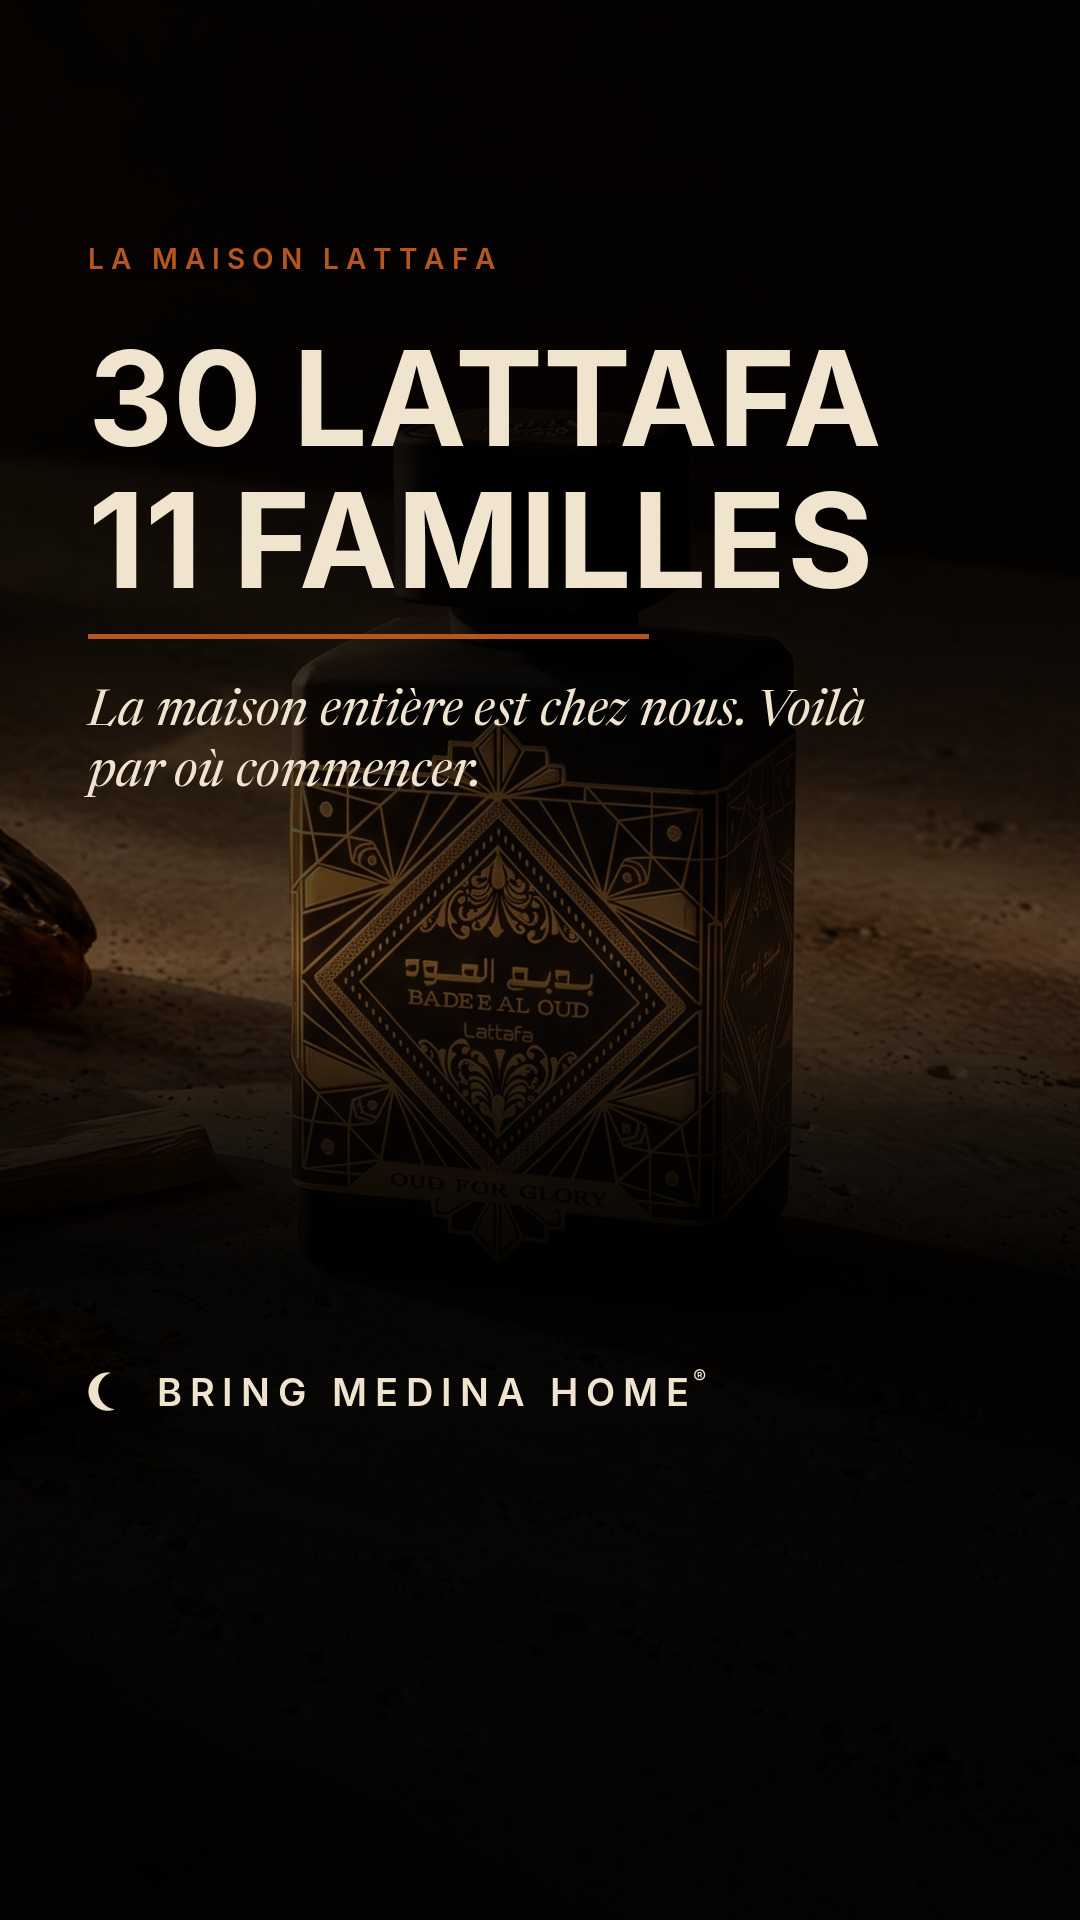 LA MAISON LATTAFA
30 LATTAFA
11 FAMILLES
La maison entière est chez nous. Voilà
par où commencer.
بديع العود
BADEE AL OUD
Lattafa
OUD FOR GLORY
BRING MEDINA HOME®